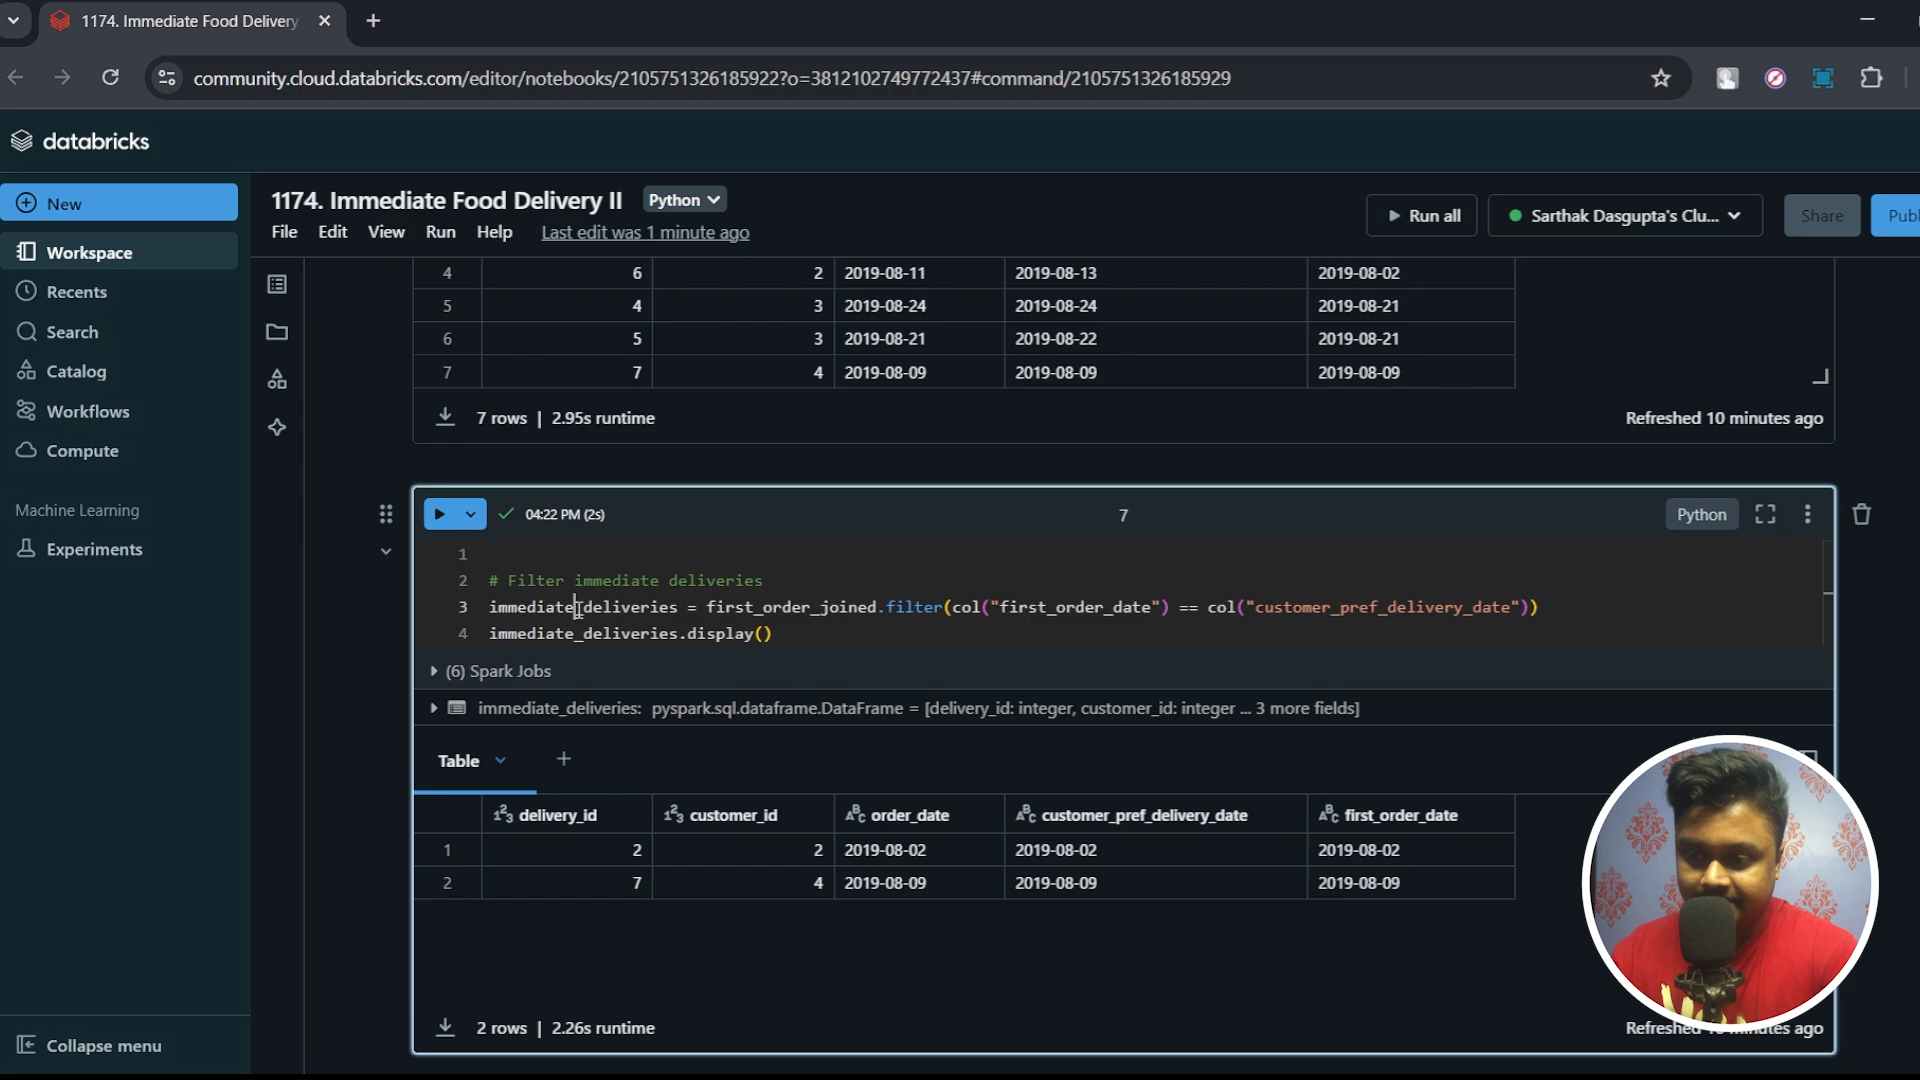 1174. Immediate Food Delivery
community.cloud.databricks.com/editor/notebooks/2105751326185922?o=3812102749772437#command/2105751326185929
databricks
New
Workspace
Recents
Search
Catalog
Workflows
Compute
Machine Learning
Experiments
Collapse menu
1174. Immediate Food Delivery II Python
File Edit View Run Help Last edit was 1 minute ago
Run all Sarthak Dasgupta's Clu... Share Publ
4 6 2 2019-08-11 2019-08-13 2019-08-02
5 4 3 2019-08-24 2019-08-24 2019-08-21
6 5 3 2019-08-21 2019-08-22 2019-08-21
7 7 4 2019-08-09 2019-08-09 2019-08-09
7 rows | 2.95s runtime Refreshed 10 minutes ago
04:22 PM (2s) 7 Python
1
2 # Filter immediate deliveries
3 immediate_deliveries = first_order_joined.filter(col("first_order_date") == col("customer_pref_delivery_date"))
4 immediate_deliveries.display()
(6) Spark Jobs
immediate_deliveries: pyspark.sql.dataframe.DataFrame = [delivery_id: integer, customer_id: integer ... 3 more fields]
Table +
123 delivery_id 123 customer_id ABC order_date ABC customer_pref_delivery_date ABC first_order_date
1 2 2 2019-08-02 2019-08-02 2019-08-02
2 7 4 2019-08-09 2019-08-09 2019-08-09
2 rows | 2.26s runtime Refreshed ago